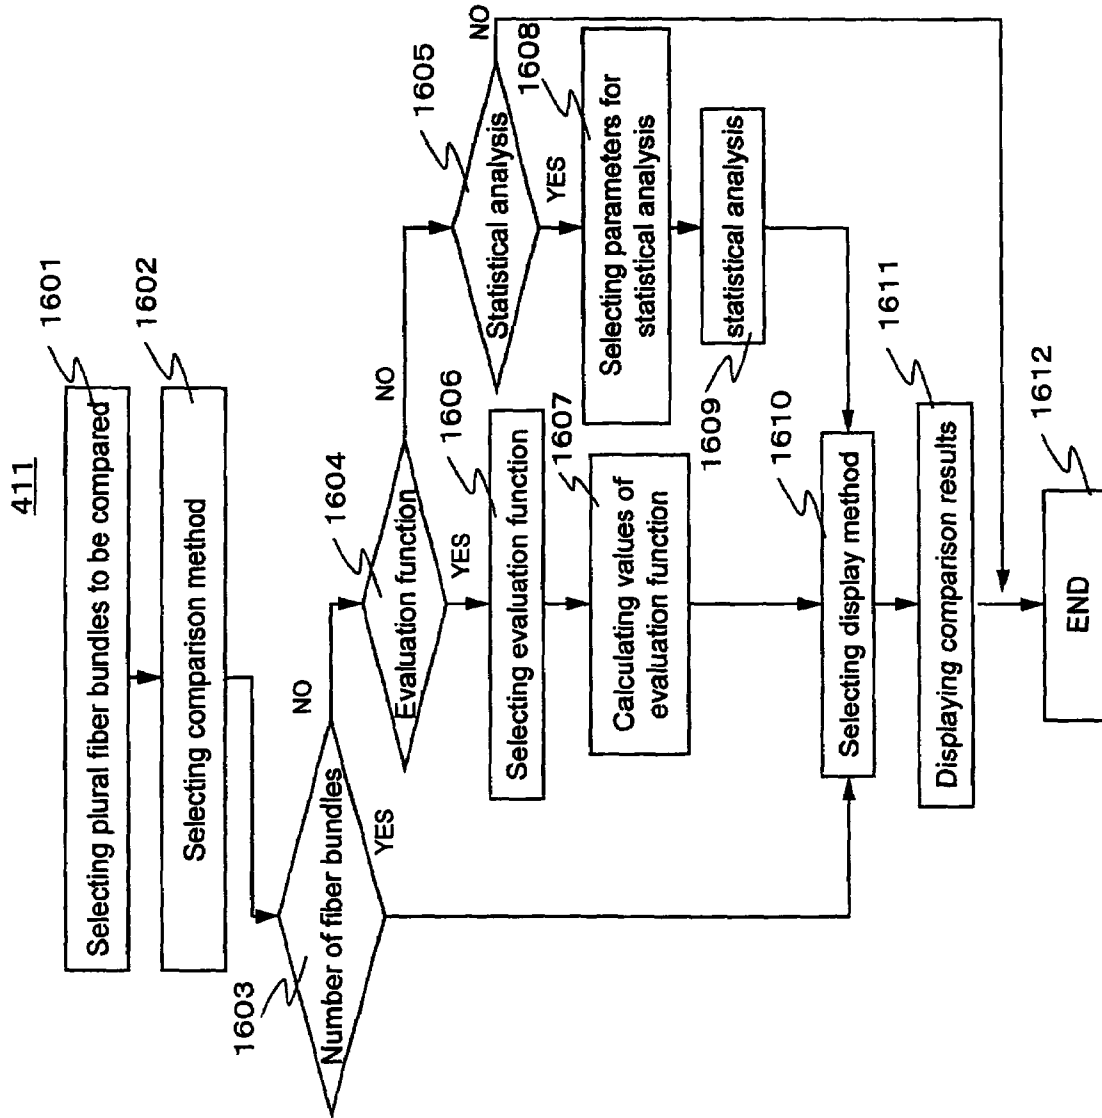 411
1601
Selecting plural fiber bundles to be compared
1602
Selecting comparison method
1603
Number of fiber bundles
NO
YES
1604
Evaluation function
NO
YES
1605
Statistical analysis
NO
YES
1606
Selecting evaluation function
1607
Calculating values of
evaluation function
1608
Selecting parameters for
statistical analysis
1609
statistical analysis
1610
Selecting display method
1611
Displaying comparison results
1612
END